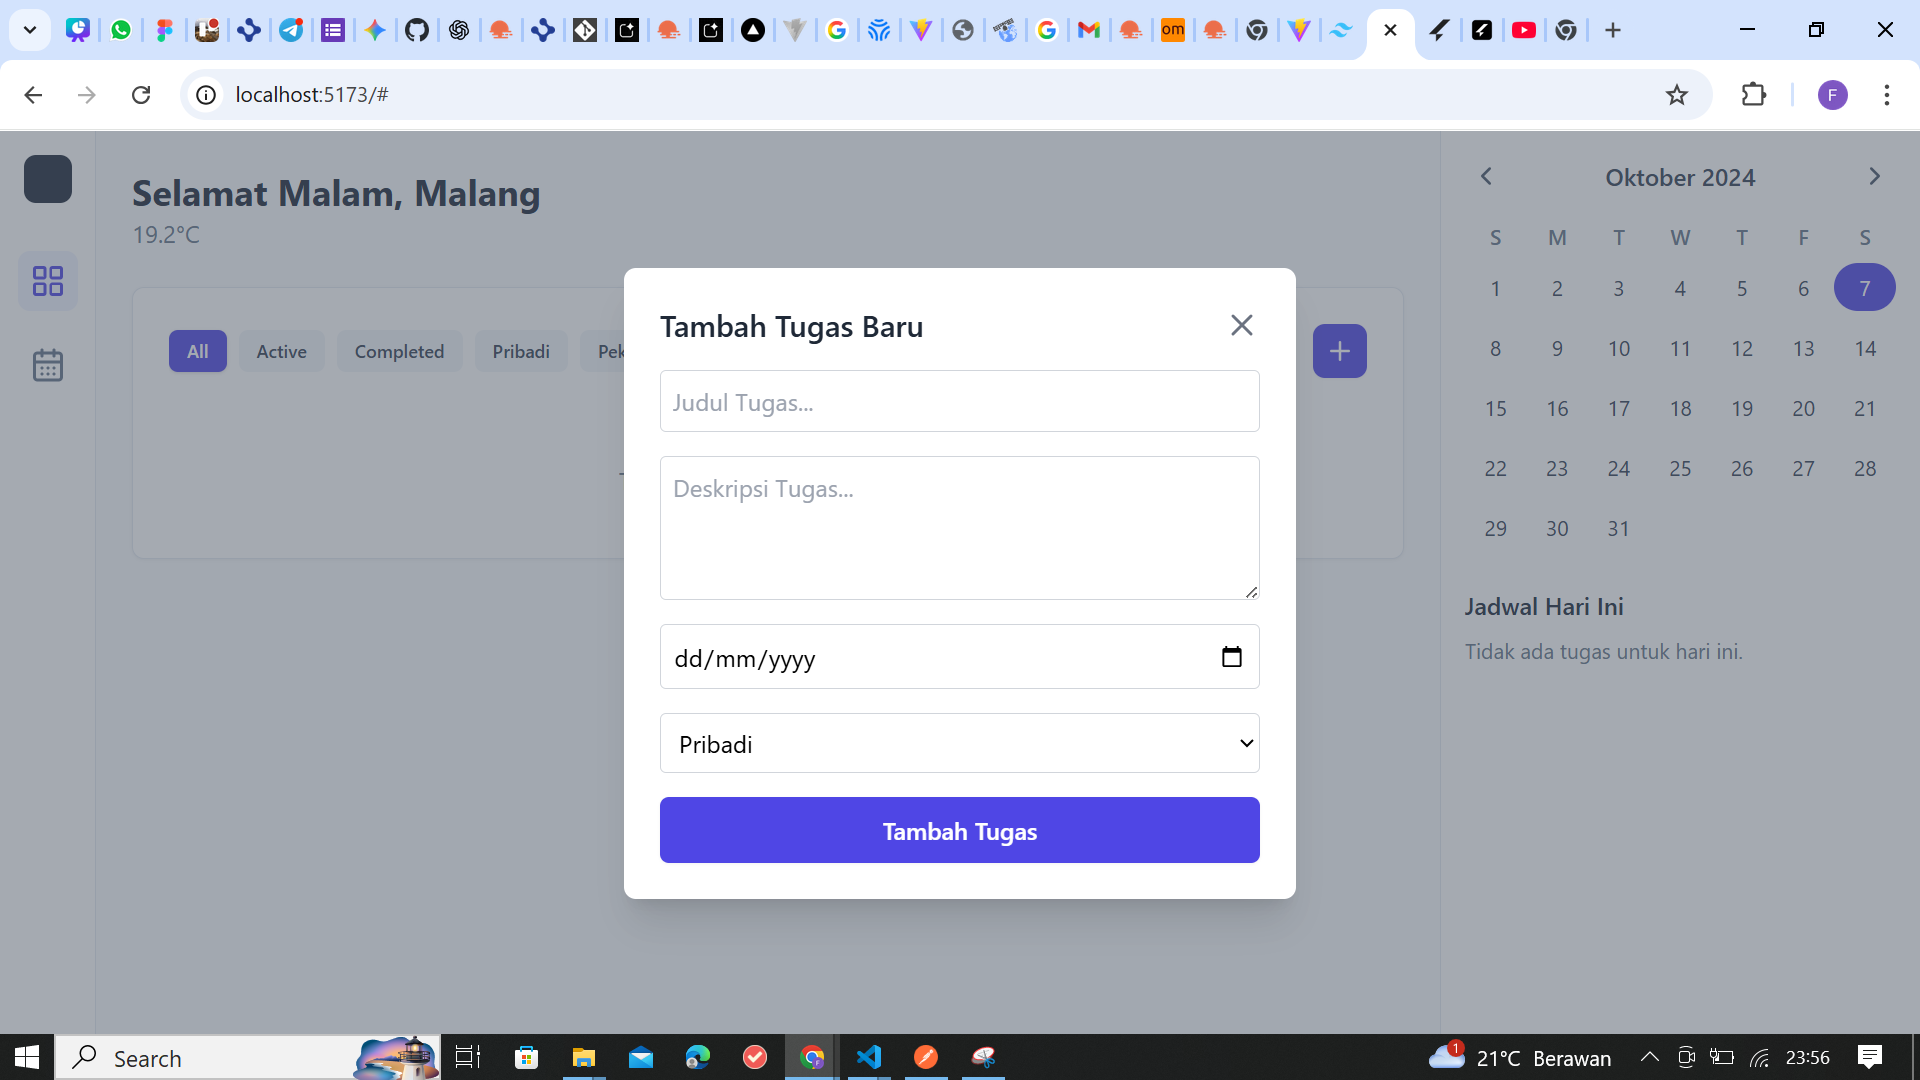 om
localhost:5173/#
F
Selamat Malam, Malang
19.2°C
All
Active
Completed
Pribadi
Tambah Tugas Baru
Judul Tugas...
Deskripsi Tugas...
dd/mm/yyyy
Pribadi
Tambah Tugas
Oktober 2024
S M T W T F S
1 2 3 4 5 6 7
8 9 10 11 12 13 14
15 16 17 18 19 20 21
22 23 24 25 26 27 28
29 30 31
Jadwal Hari Ini
Tidak ada tugas untuk hari ini.
Search
1
21°C Berawan
23:56